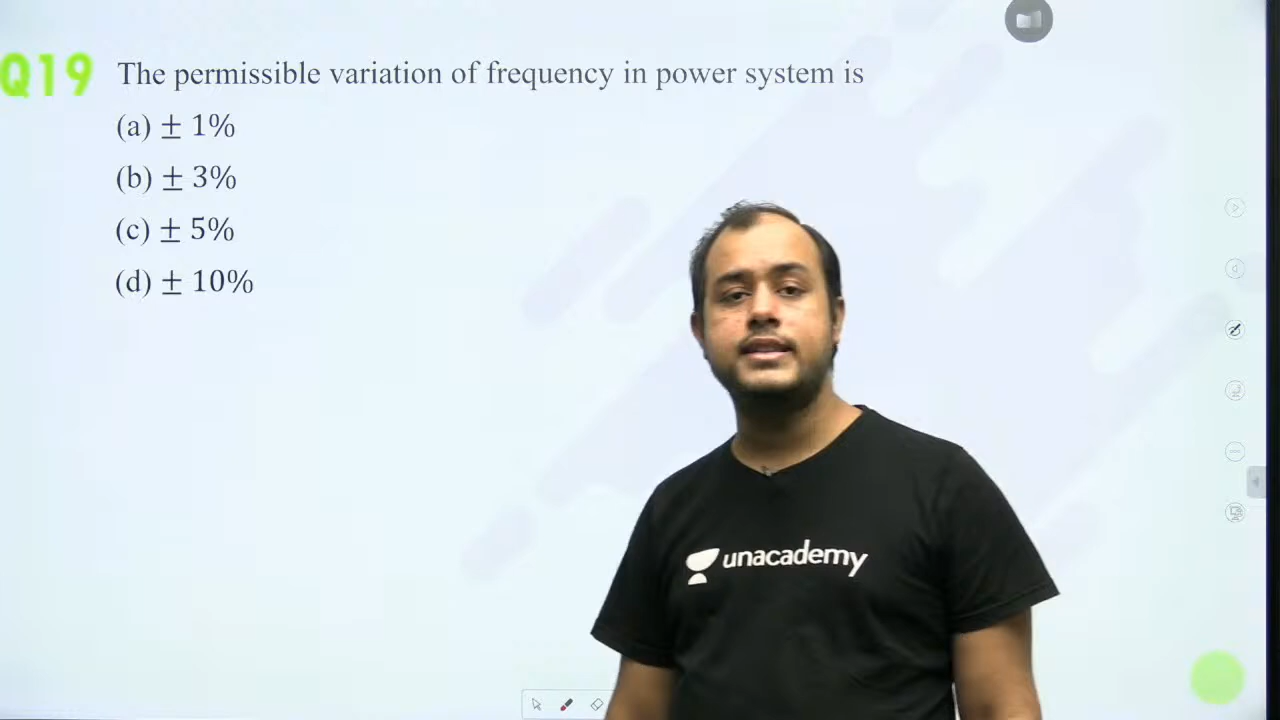 Q19 The permissible variation of frequency in power system is
(a) ± 1%
(b) ± 3%
(c) ± 5%
(d) ± 10%
unacademy